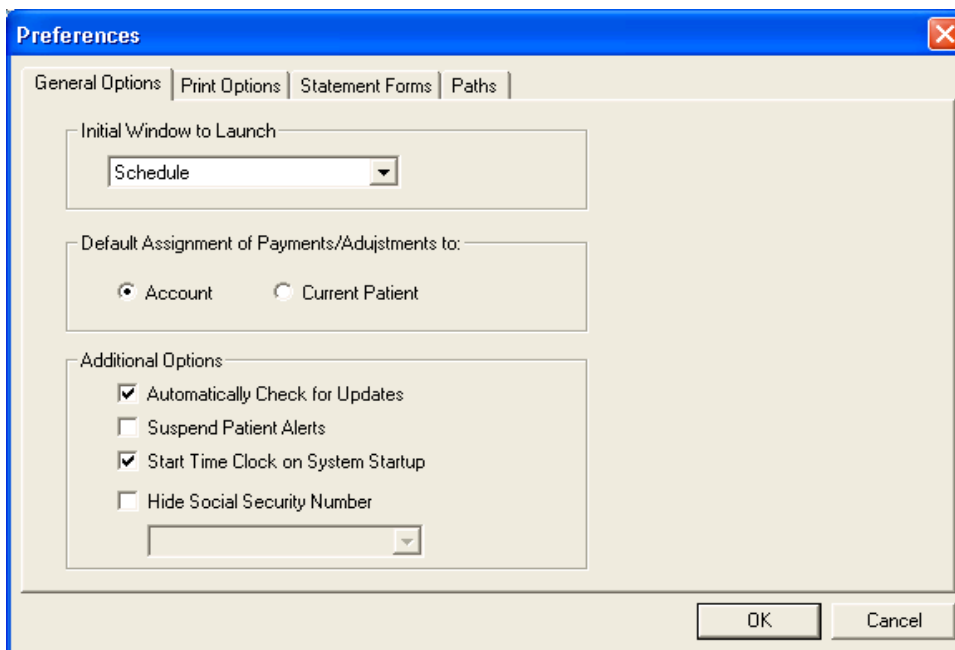 Preferences
General Options Print Options Statement Forms Paths
Initial Window to Launch
Schedule
Default Assignment of Payments/Adujstments to:
Account Current Patient
Additional Options
Automatically Check for Updates
Suspend Patient Alerts
Start Time Clock on System Startup
Hide Social Security Number
OK Cancel